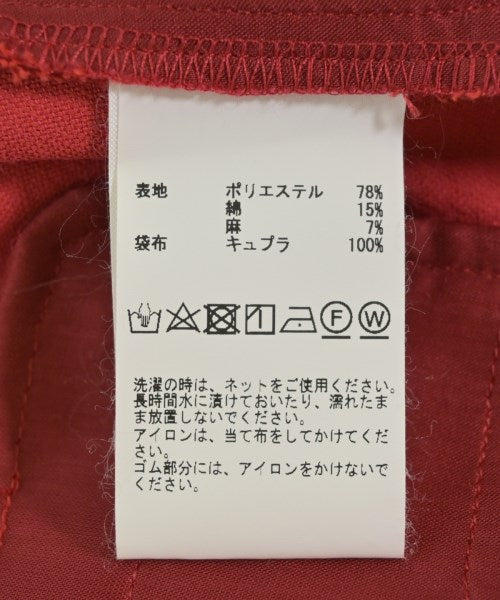 表地 ポリエステル 78%
綿 15%
麻 7%
袋布 キュプラ 100%
F W
洗濯の時は、ネットをご使用ください。
長時間水に漬けておいたり、濡れたま
ま放置しないでください。
アイロンは、当て布をしてかけてくだ
さい。
ゴム部分には、アイロンをかけないで
ください。